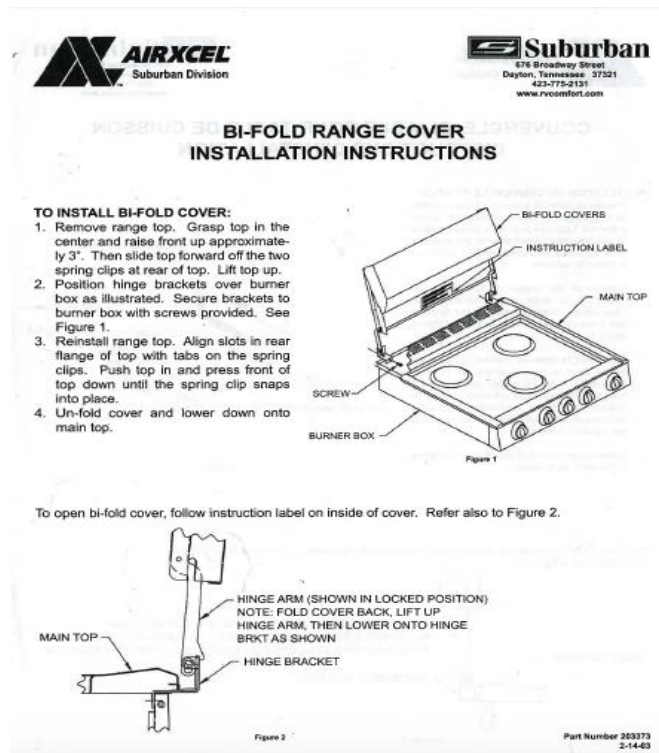 AIRXCEL
Suburban Division
Suburban
676 Broadway Street
Dayton, Tennessee 37321
423-775-2131
www.rvcomfort.com
BI-FOLD RANGE COVER
INSTALLATION INSTRUCTIONS
TO INSTALL BI-FOLD COVER:
1. Remove range top. Grasp top in the
center and raise front up approximate-
ly 3". Then slide top forward off the two
spring clips at rear of top. Lift top up.
2. Position hinge brackets over burner
box as illustrated. Secure brackets to
burner box with screws provided. See
Figure 1.
3. Reinstall range top. Align slots in rear
flange of top with tabs on the spring
clips. Push top in and press front of
top down until the spring clip snaps
into place.
4. Un-fold cover and lower down onto
main top.
BI-FOLD COVERS
INSTRUCTION LABEL
MAIN TOP
SCREW
BURNER BOX
Figure 1
To open bi-fold cover, follow instruction label on inside of cover. Refer also to Figure 2.
HINGE ARM (SHOWN IN LOCKED POSITION)
NOTE: FOLD COVER BACK, LIFT UP
HINGE ARM, THEN LOWER ONTO HINGE
BRKT AS SHOWN
MAIN TOP
HINGE BRACKET
Figure 2
Part Number 203373
2-14-03